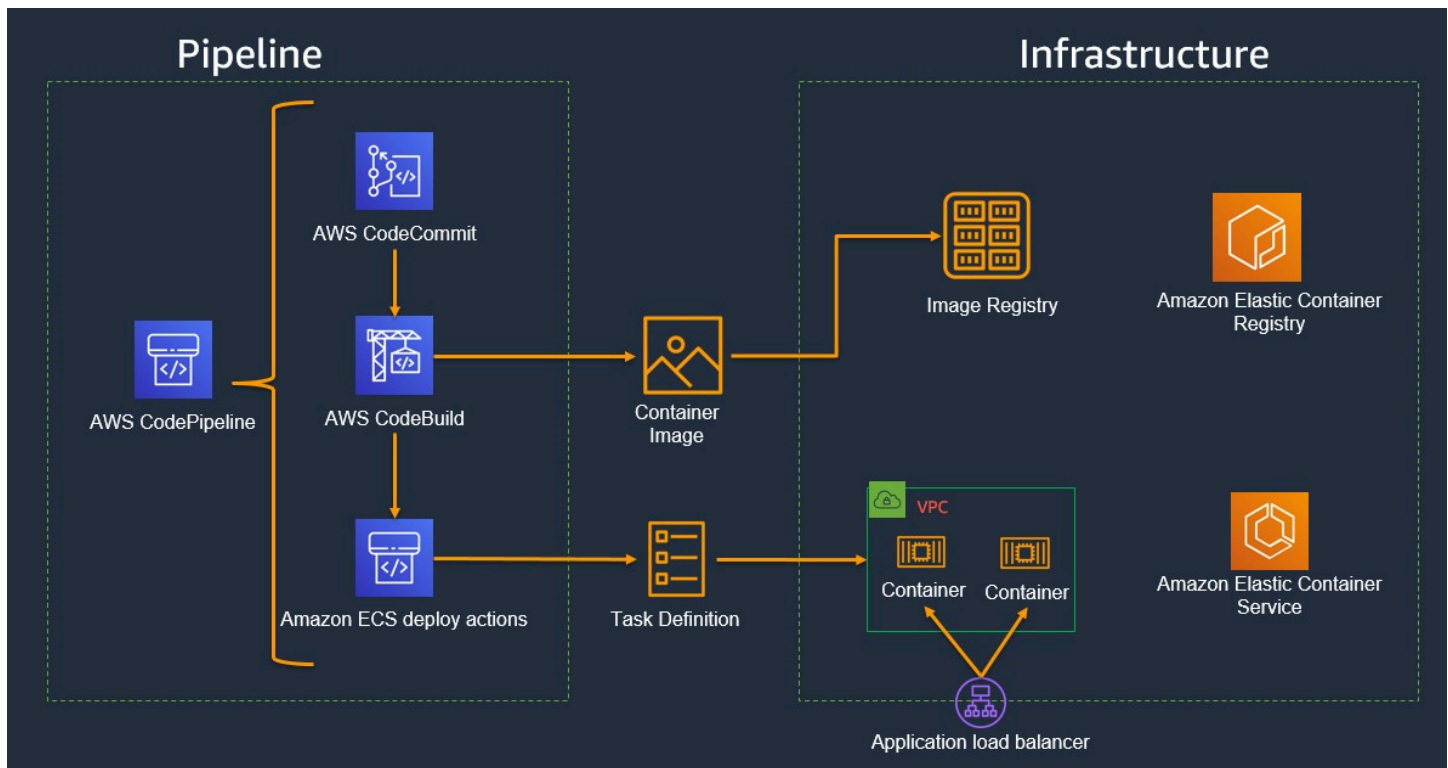 Pipeline
Infrastructure
AWS CodeCommit
AWS CodePipeline
AWS CodeBuild
Amazon ECS deploy actions
Container
Image
Task Definition
Image Registry
Amazon Elastic Container
Registry
VPC
Container
Container
Amazon Elastic Container
Service
Application load balancer